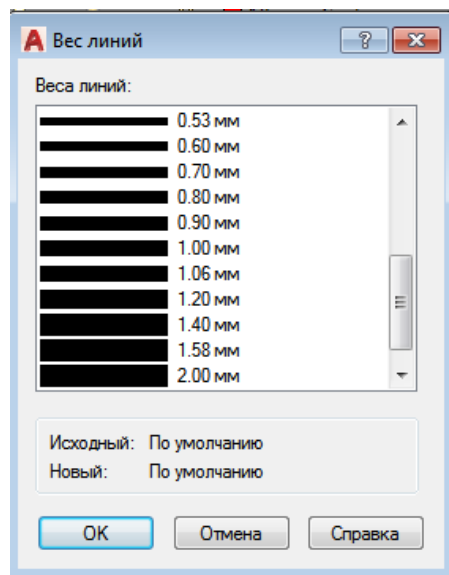 Вес линий
Веса линий:
0.53 мм
0.60 мм
0.70 мм
0.80 мм
0.90 мм
1.00 мм
1.06 мм
1.20 мм
1.40 мм
1.58 мм
2.00 мм
Исходный: По умолчанию
Новый: По умолчанию
OK Отмена Справка